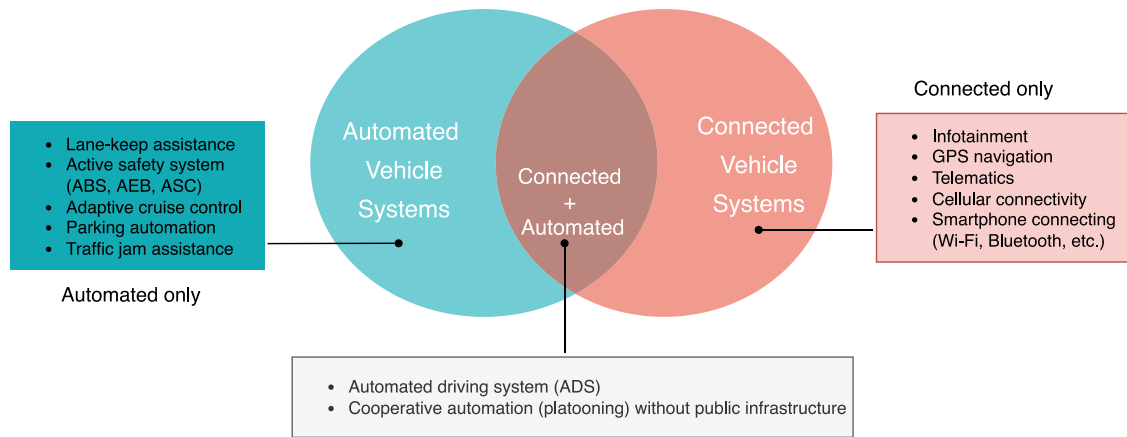 Automated
Vehicle
Systems
Connected
+
Automated
Connected
Vehicle
Systems
• Lane-keep assistance
• Active safety system
(ABS, AEB, ASC)
• Adaptive cruise control
• Parking automation
• Traffic jam assistance
Automated only
Connected only
• Infotainment
• GPS navigation
• Telematics
• Cellular connectivity
• Smartphone connecting
(Wi-Fi, Bluetooth, etc.)
• Automated driving system (ADS)
• Cooperative automation (platooning) without public infrastructure